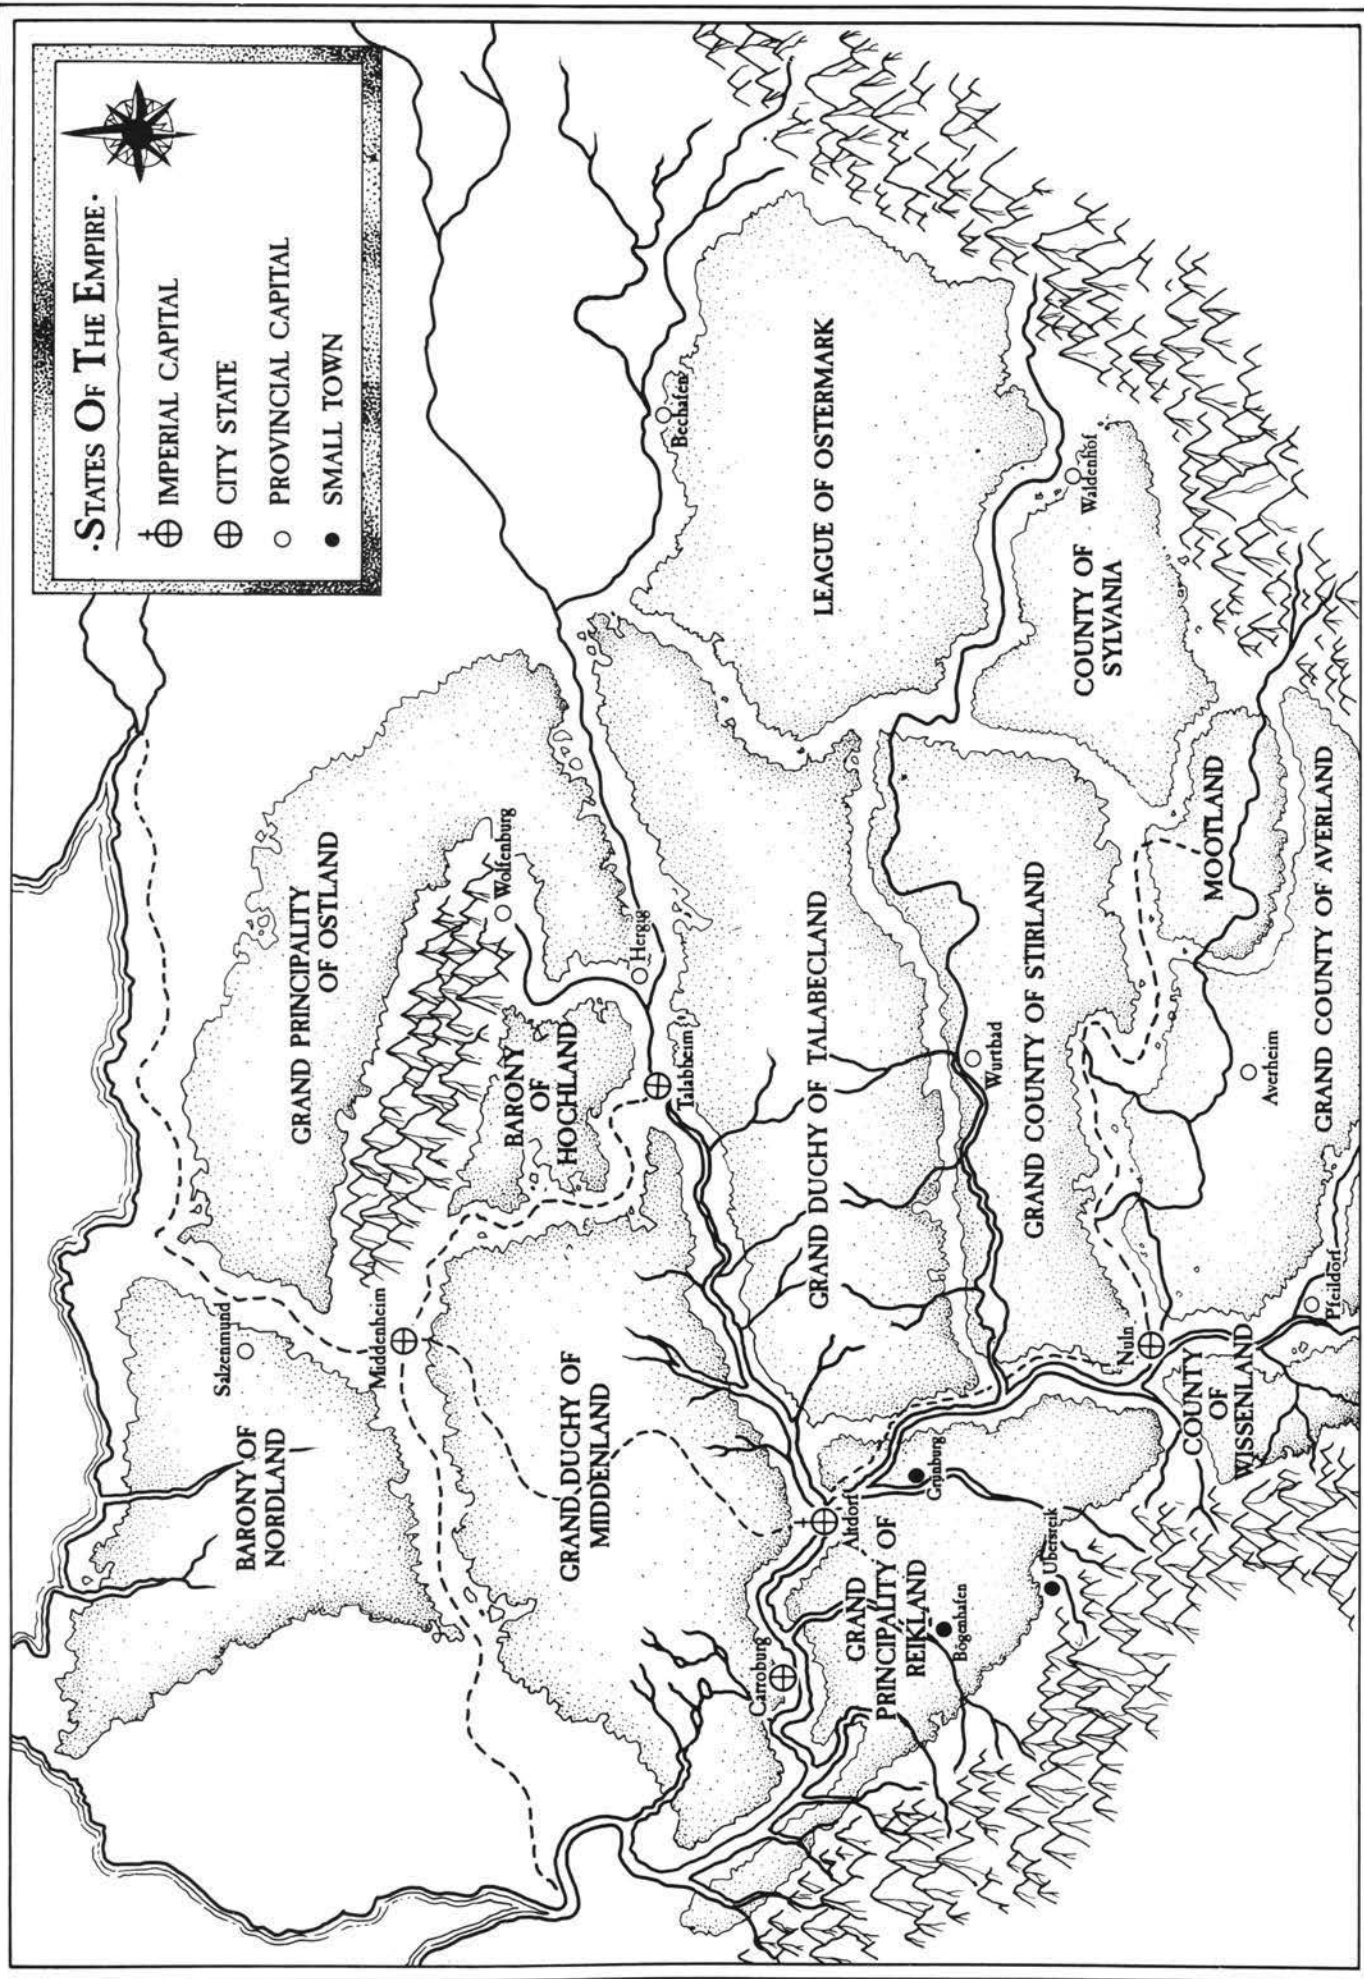 ·STATES OF THE EMPIRE·
IMPERIAL CAPITAL
CITY STATE
PROVINCIAL CAPITAL
SMALL TOWN
Salzenmund
BARONY OF
NORDLAND
GRAND PRINCIPALITY
OF OSTLAND
Middenheim
Wolfenburg
BARONY
OF
HOCHLAND
Hergig
Talabheim
GRAND DUCHY OF
MIDDENLAND
Bechafen
LEAGUE OF OSTERMARK
GRAND DUCHY OF TALABECLAND
Carroburg
Altdorf
GRAND
PRINCIPALITY OF
REIKLAND
Grünburg
Bögenhafen
Ubersreik
Wurtbad
GRAND COUNTY OF STIRLAND
Waldenhof
COUNTY OF
SYLVANIA
Nuln
COUNTY
OF
WISSENLAND
MOOTLAND
Averheim
GRAND COUNTY OF AVERLAND
Pfeildorf